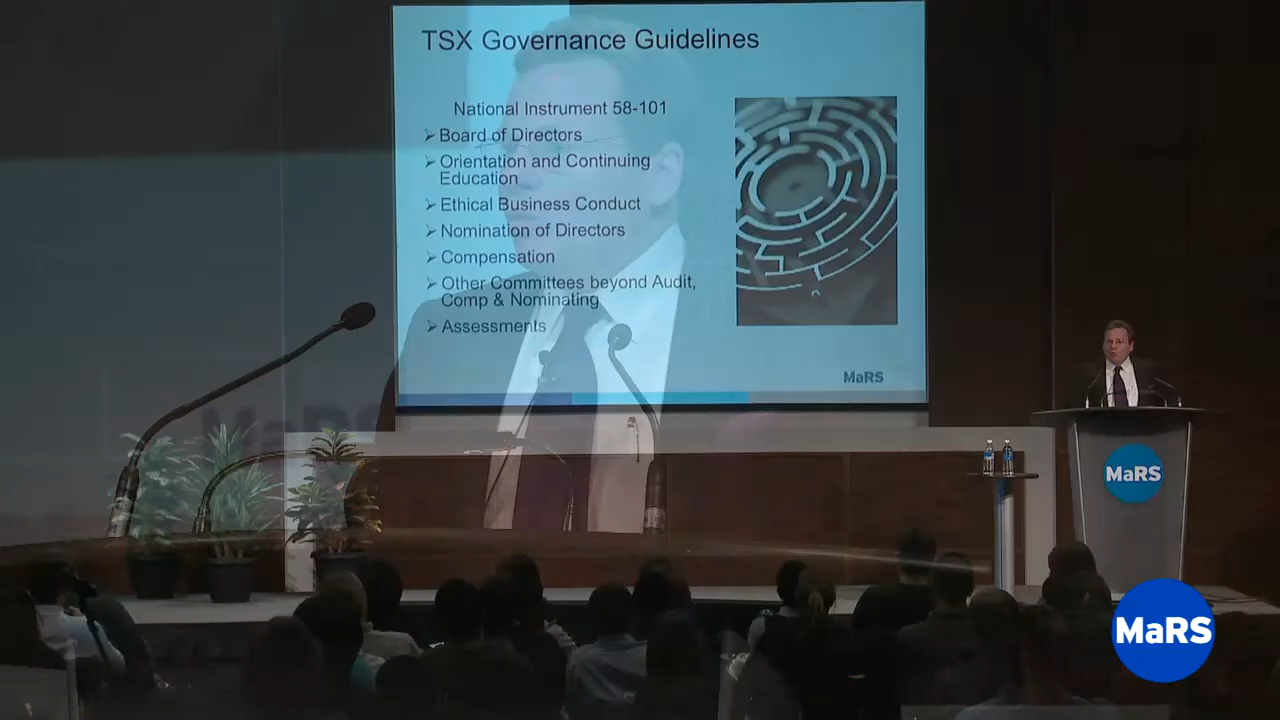 TSX Governance Guidelines
National Instrument 58-101
➢ Board of Directors
➢ Orientation and Continuing
Education
➢ Ethical Business Conduct
➢ Nomination of Directors
➢ Compensation
➢ Other Committees beyond Audit,
Comp & Nominating
➢ Assessments
MaRS
MaRS
MaRS
MaRS